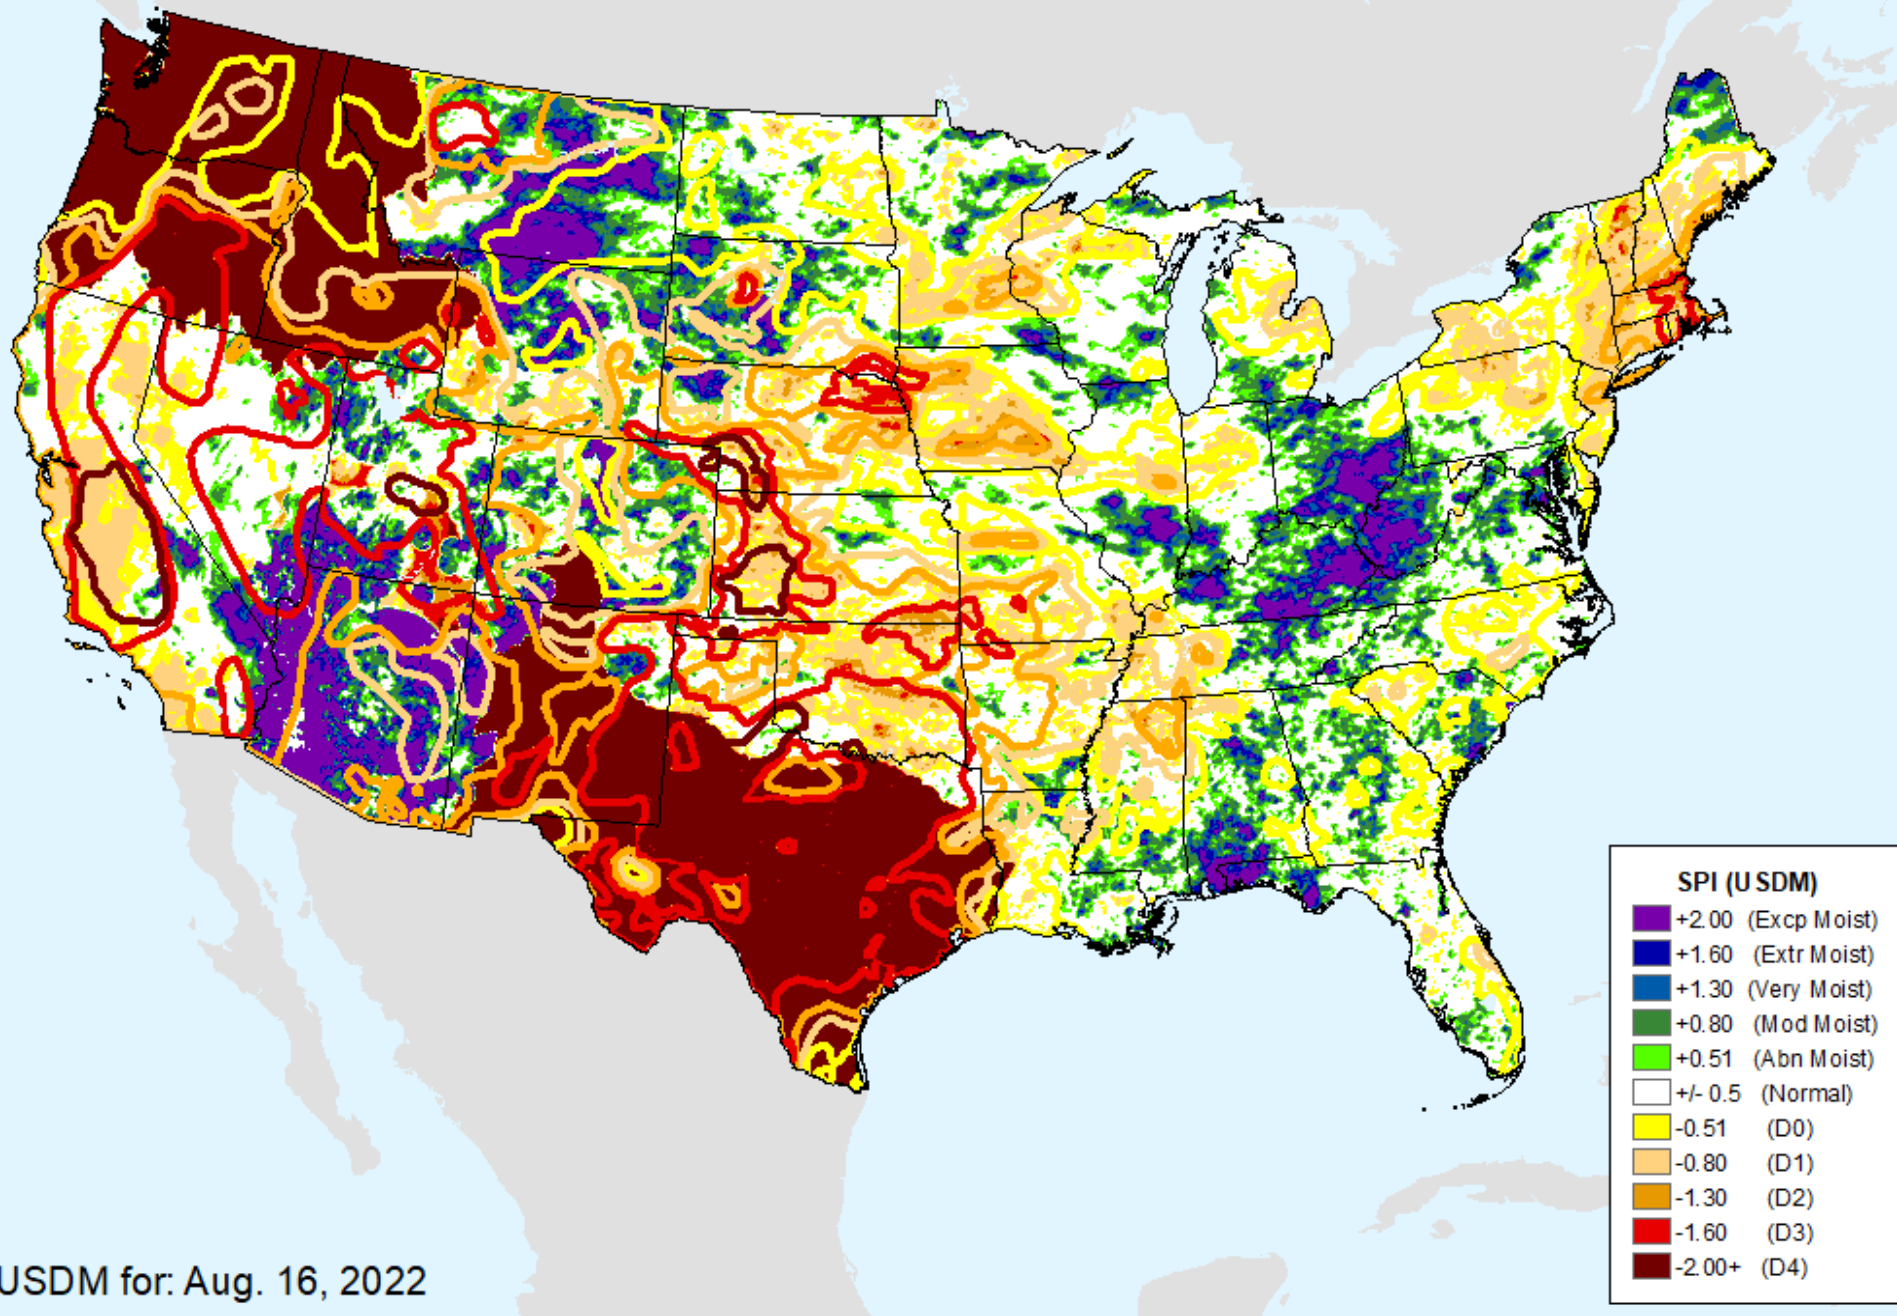 SPI (USDM)
+2.00 (Excp Moist)
+1.60 (Extr Moist)
+1.30 (Very Moist)
+0.80 (Mod Moist)
+0.51 (Abn Moist)
+/- 0.5 (Normal)
-0.51 (D0)
-0.80 (D1)
-1.30 (D2)
-1.60 (D3)
-2.00+ (D4)
USDM for: Aug. 16, 2022